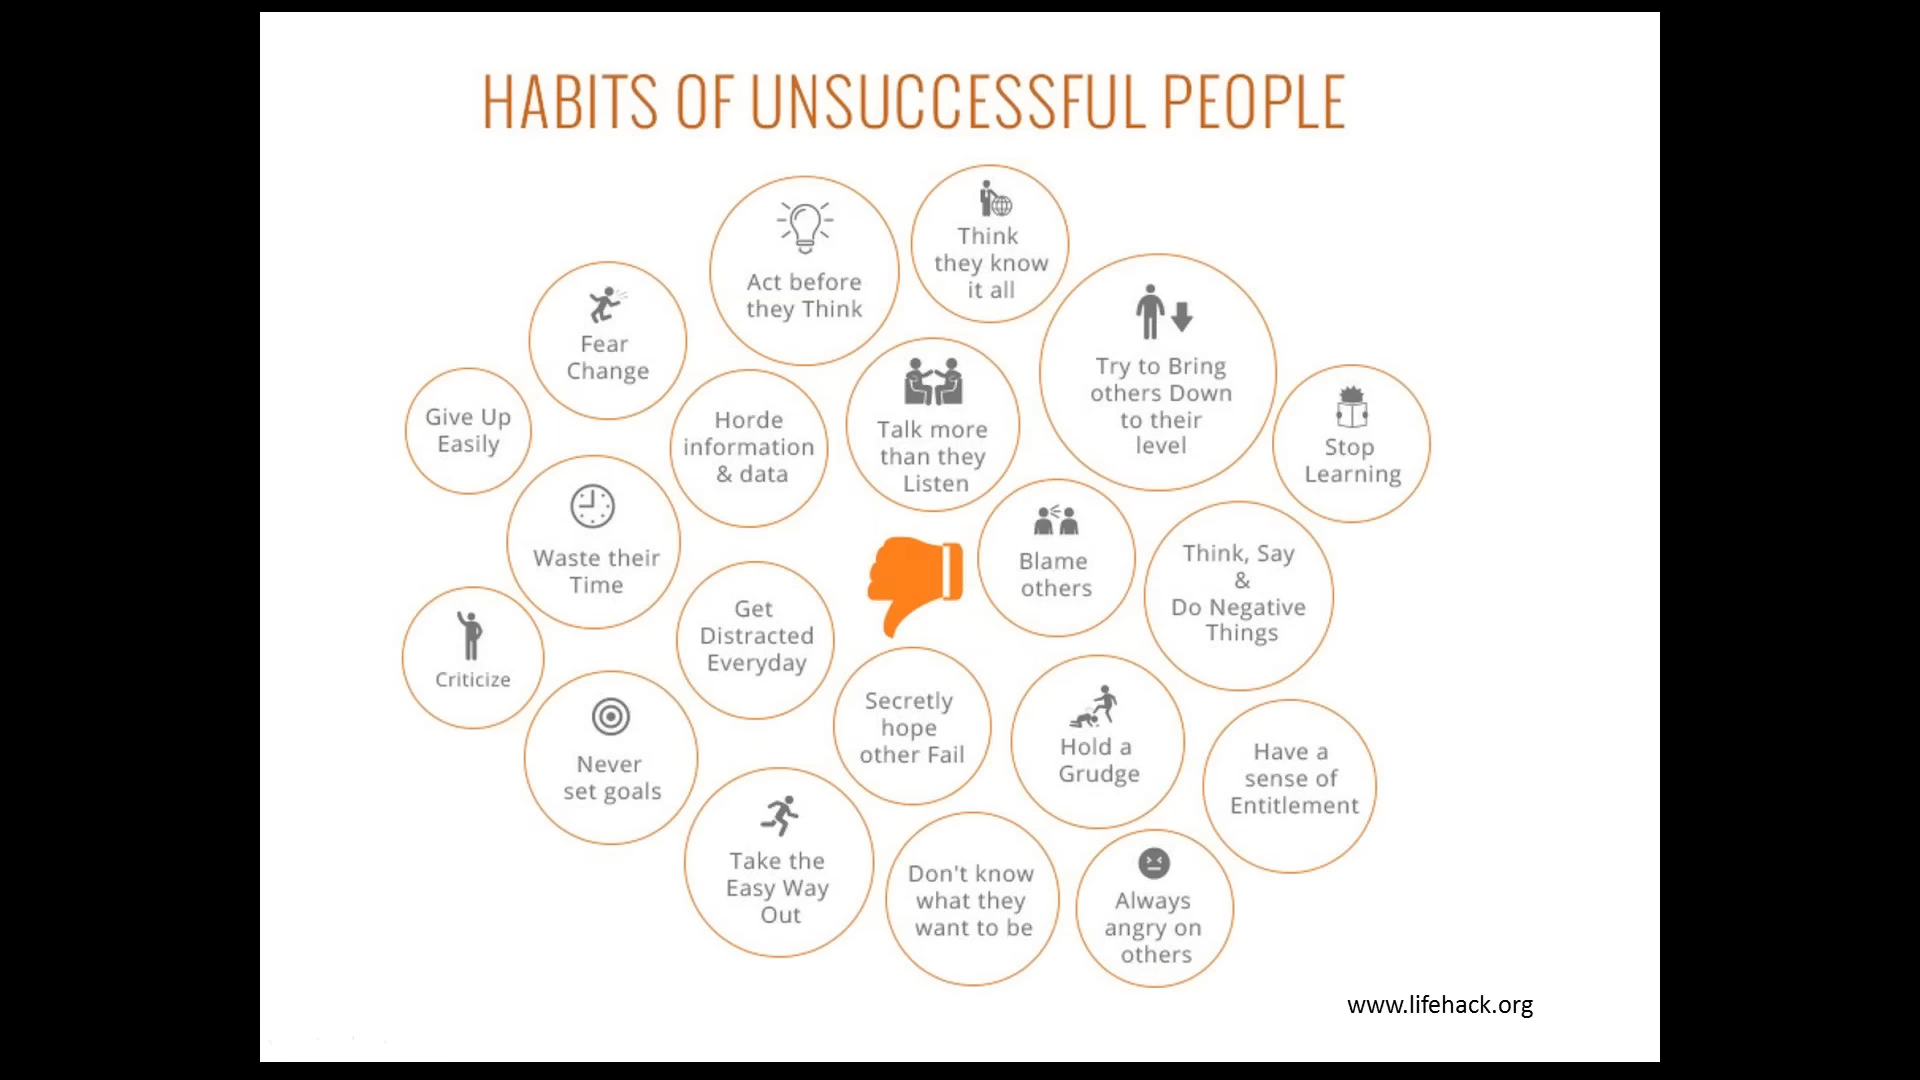 HABITS OF UNSUCCESSFUL PEOPLE
Act before
they Think
Think
they know
it all
Fear
Change
Try to Bring
others Down
to their
level
Give Up
Easily
Horde
information
& data
Talk more
than they
Listen
Stop
Learning
Waste their
Time
Blame
others
Think, Say
&
Do Negative
Things
Get
Distracted
Everyday
Criticize
Secretly
hope
other Fail
Hold a
Grudge
Never
set goals
Have a
sense of
Entitlement
Take the
Easy Way
Out
Don't know
what they
want to be
Always
angry on
others
www.lifehack.org